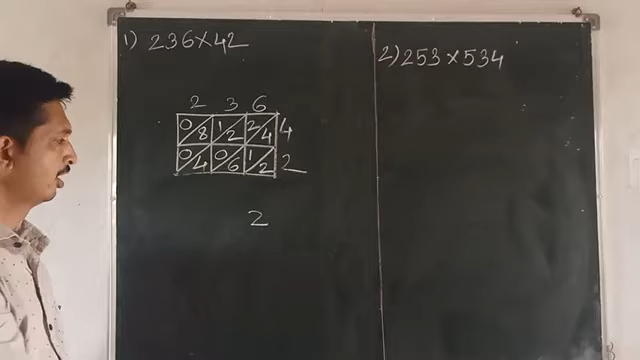 1) 236×42
2) 253×534
2 3 6
0/8 1/2 2/4 4
0/4 0/6 1/2 2
2